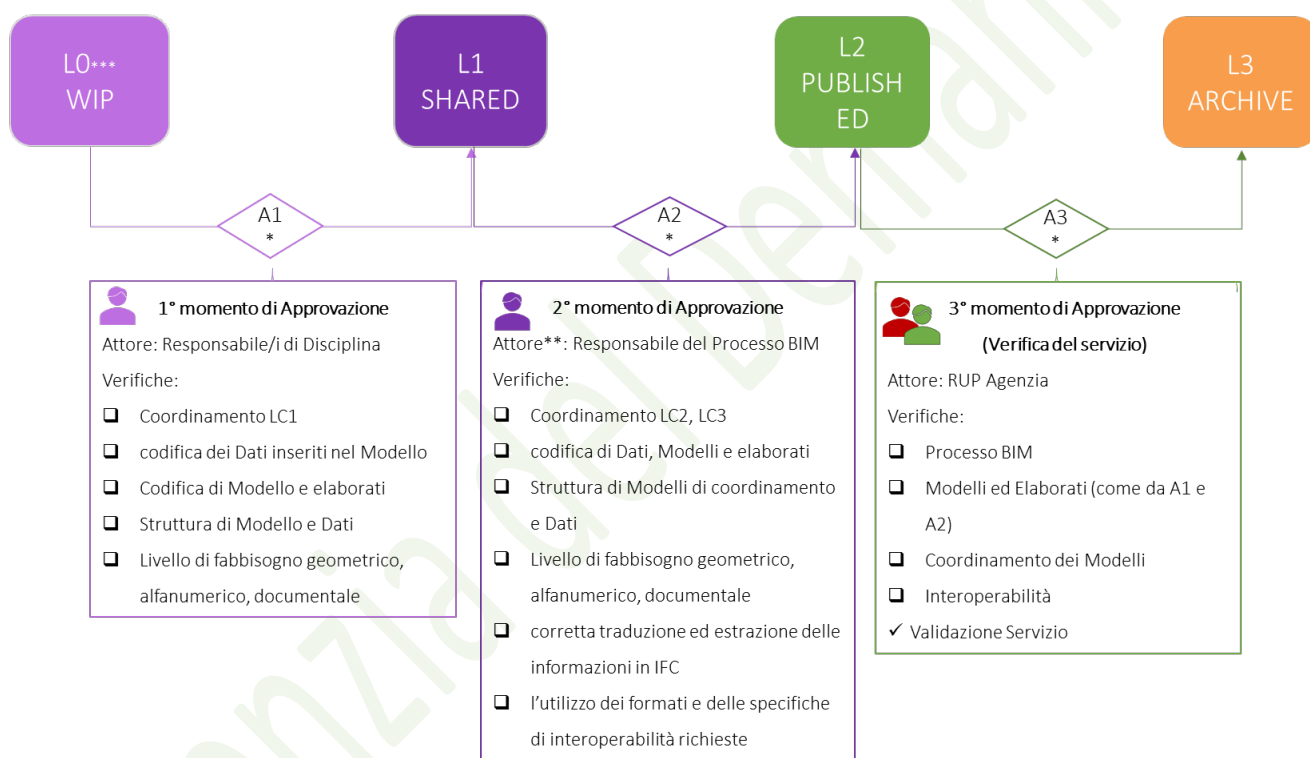 L0***
WIP
L1
SHARED
L2
PUBLISH
ED
L3
ARCHIVE
A1
*
A2
*
A3
*
1° momento di Approvazione
Attore: Responsabile/i di Disciplina
Verifiche:
Coordinamento LC1
codifica dei Dati inseriti nel Modello
Codifica di Modello e elaborati
Struttura di Modello e Dati
Livello di fabbisogno geometrico,
alfanumerico, documentale
2° momento di Approvazione
Attore**: Responsabile del Processo BIM
Verifiche:
Coordinamento LC2, LC3
codifica di Dati, Modelli e elaborati
Struttura di Modelli di coordinamento
e Dati
Livello di fabbisogno geometrico,
alfanumerico, documentale
corretta traduzione ed estrazione delle
informazioni in IFC
l'utilizzo dei formati e delle specifiche
di interoperabilità richieste
3° momento di Approvazione
(Verifica del servizio)
Attore: RUP Agenzia
Verifiche:
Processo BIM
Modelli ed Elaborati (come da A1 e
A2)
Coordinamento dei Modelli
Interoperabilità
✓ Validazione Servizio